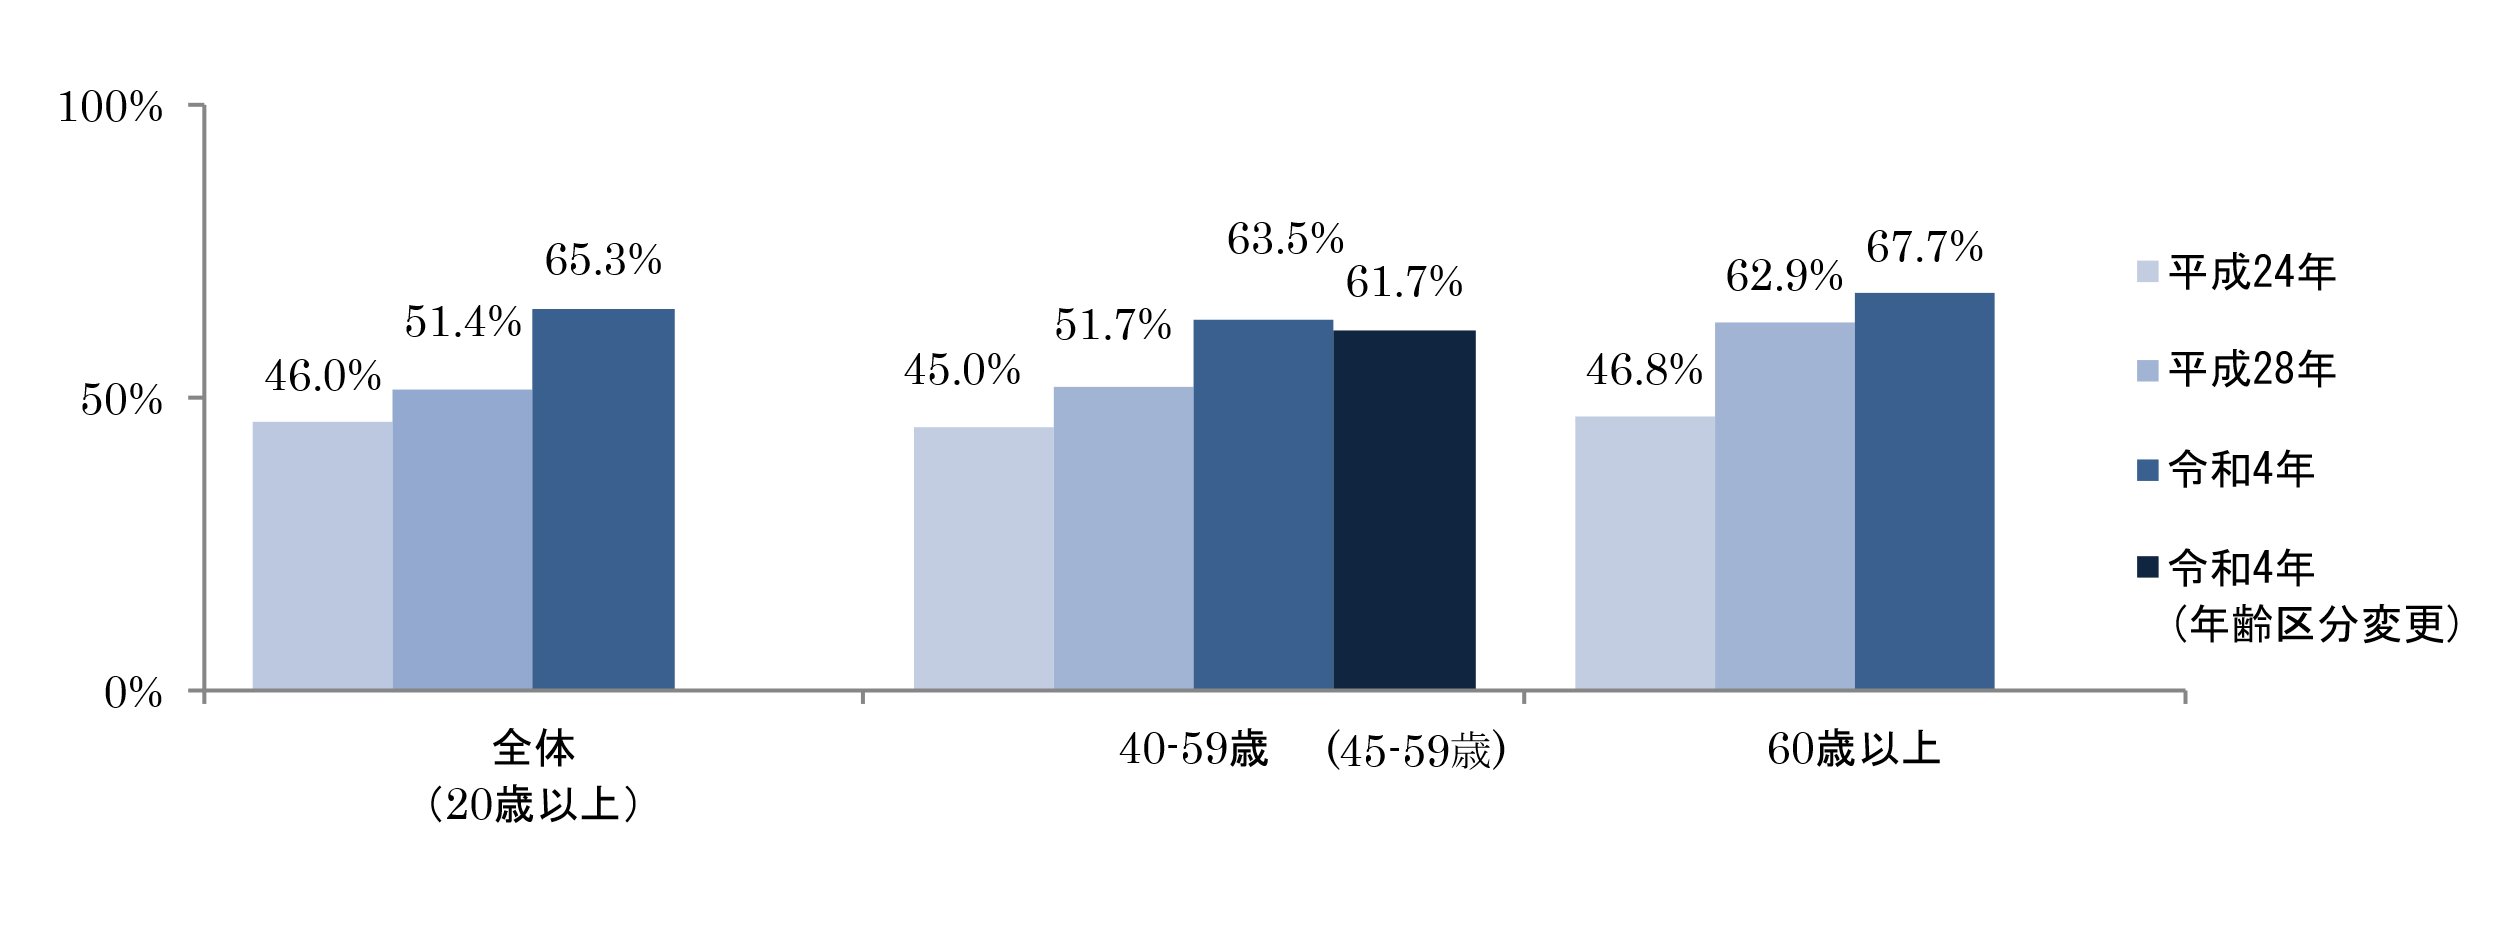 100%
50%
0%
46.0%
51.4%
65.3%
45.0%
51.7%
63.5%
61.7%
46.8%
62.9%
67.7%
全体
（20歳以上）
40-59歳
(45-59歳)
60歳以上
平成24年
平成28年
令和4年
令和4年
（年齢区分変更）